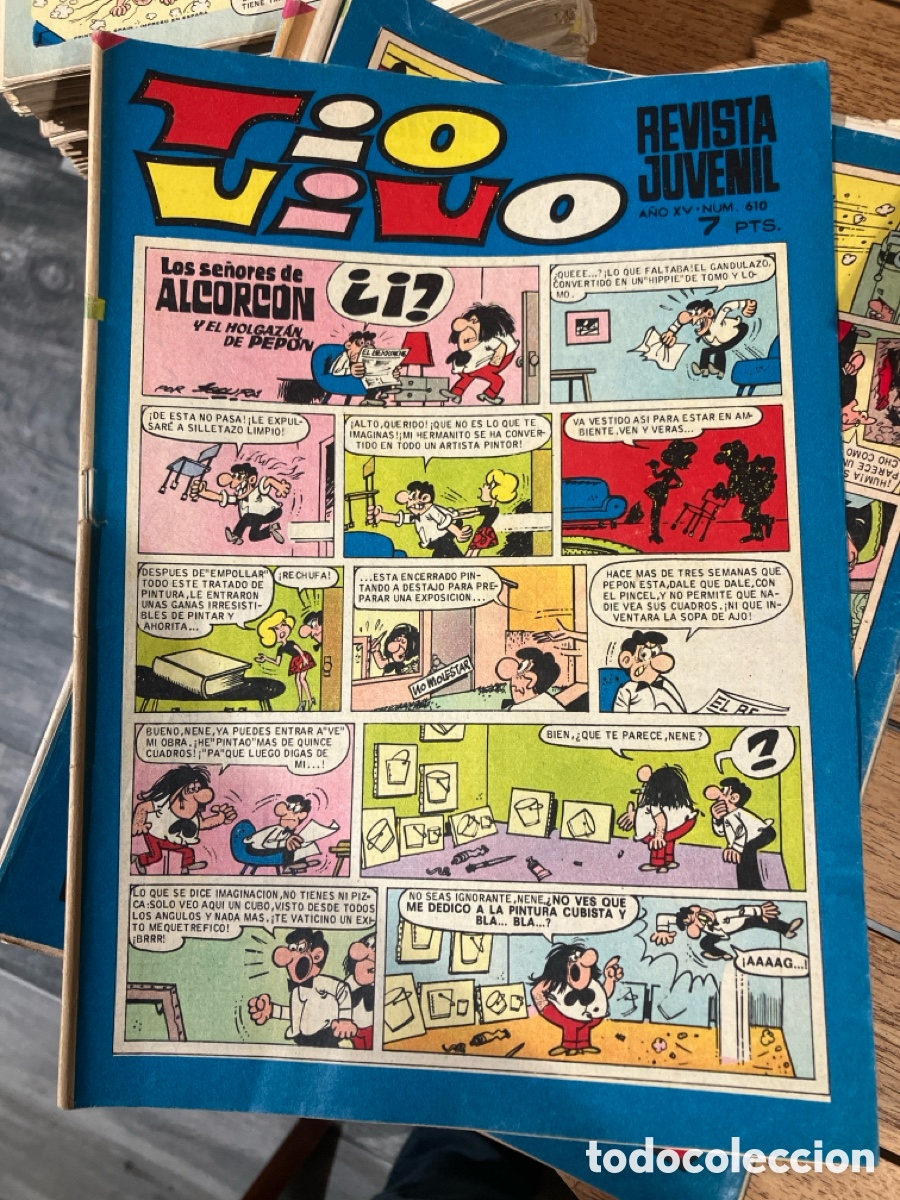 TIO
VIVO
REVISTA
JUVENIL
AÑO XV-NUM. 610
7 PTS.
Los señores de
ALCORCÓN
Y EL HOLGAZÁN
DE PEPÓN
POR SEGURA
¿¡?
¡QUEEE...?¡LO QUE FALTABA!EL GANDULAZO,
CONVERTIDO EN UN"HIPPIE"DE TOMO Y LO-
MO.
¡DE ESTA NO PASA!¡LE EXPUL-
SARÉ A SILLETAZO LIMPIO!
¡ALTO,QUERIDO!¡QUE NO ES LO QUE TE
IMAGINAS!¡MI HERMANITO SE HA CONVER-
TIDO EN TODO UN ARTISTA PINTOR!
VA VESTIDO ASI PARA ESTAR EN AM-
BIENTE,VEN Y VERAS...
DESPUES DE"EMPOLLAR"
TODO ESTE TRATADO DE
PINTURA,LE ENTRARON
UNAS GANAS IRRESISTI-
BLES DE PINTAR Y
AHORITA...
¡RECHUFA!
...ESTA ENCERRADO PIN-
TANDO A DESTAJO PARA PRE-
PARAR UNA EXPOSICION...
NO MOLESTAR
HACE MAS DE TRES SEMANAS QUE
PEPON ESTA,DALE QUE DALE,CON
EL PINCEL,Y NO PERMITE QUE NA-
DIE VEA SUS CUADROS.¡NI QUE IN-
VENTARA LA SOPA DE AJO!
EL BE
BUENO,NENE,YA PUEDES ENTRAR A"VE"
MI OBRA.¡HE"PINTAO"MAS DE QUINCE
CUADROS!¡"PA"QUE LUEGO DIGAS DE
MI...!
BIEN,¿QUE TE PARECE,NENE?
?
LO QUE SE DICE IMAGINACION,NO TIENES NI PIZ-
CA:SOLO VEO AQUI UN CUBO,VISTO DESDE TODOS
LOS ANGULOS Y NADA MAS.¡TE VATICINO UN EXI-
TO MEQUETREFICO!
¡BRRR!
NO SEAS IGNORANTE,NENE,¿NO VES QUE
ME DEDICO A LA PINTURA CUBISTA Y
BLA... BLA...?
¡AAAAG...!
todocoleccion